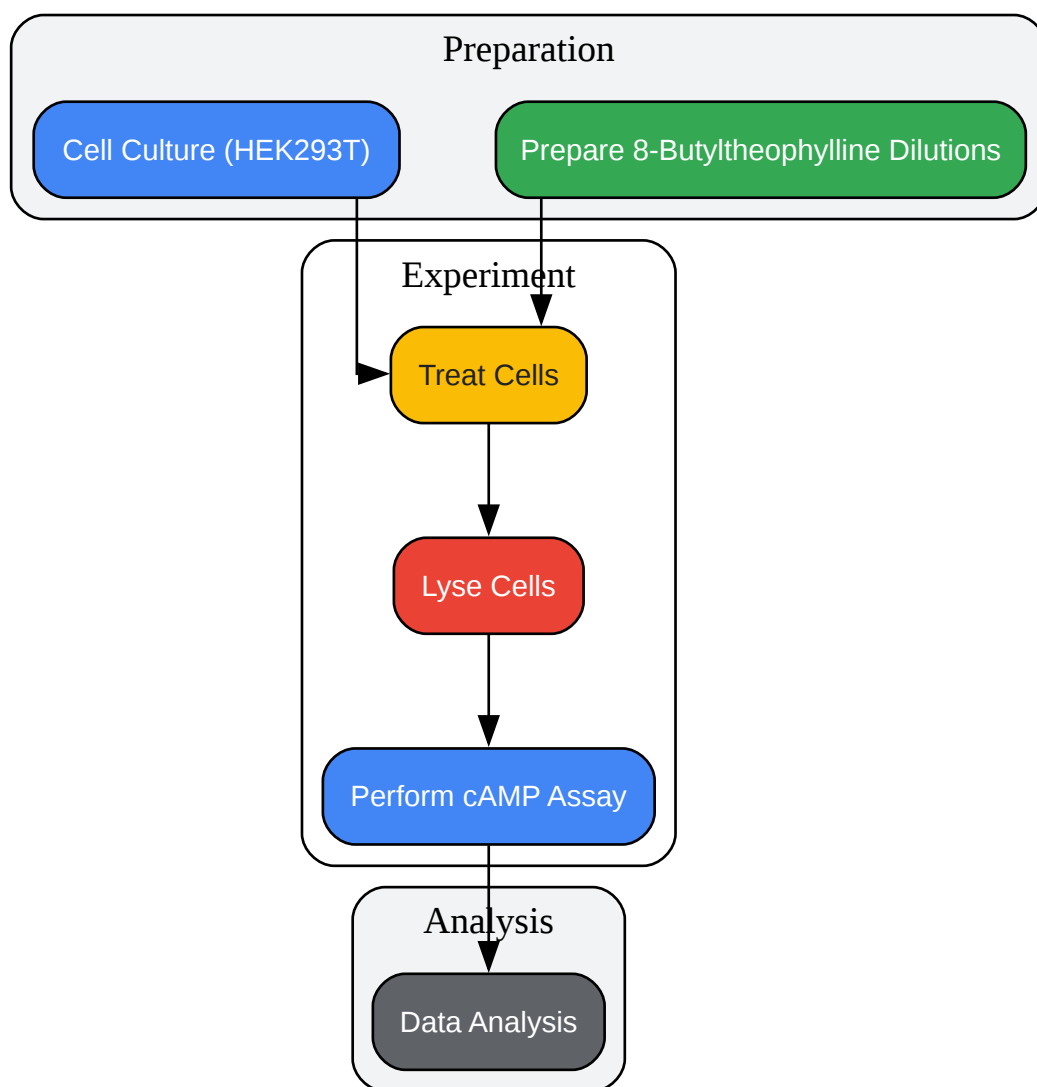 Preparation
Cell Culture (HEK293T)
Prepare 8-Butyltheophylline Dilutions
Experiment
Treat Cells
Lyse Cells
Perform cAMP Assay
Analysis
Data Analysis